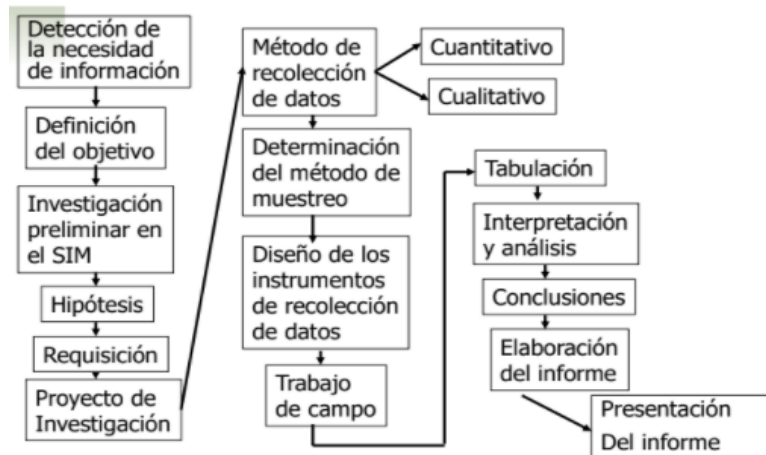 Detección de
la necesidad
de información
Definición
del objetivo
Investigación
preliminar en
el SIM
Hipótesis
Requisición
Proyecto de
Investigación
Método de
recolección
de datos
Cuantitativo
Cualitativo
Determinación
del método de
muestreo
Diseño de los
instrumentos
de recolección
de datos
Trabajo
de campo
Tabulación
Interpretación
y análisis
Conclusiones
Elaboración
del informe
Presentación
Del informe